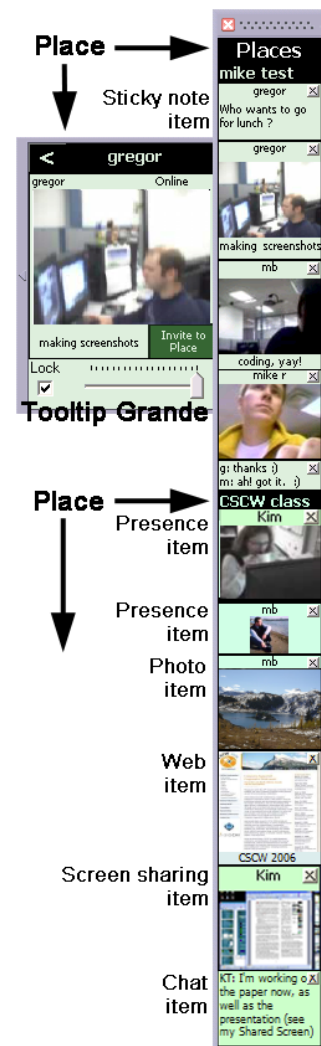 Place
Places
mike test
Sticky note
item
gregor
Who wants to go
for lunch ?
<
gregor
gregor
Online
making screenshots
Invite to
Place
Lock
Tooltip Grande
gregor
making screenshots
mb
coding, yay!
mike r
g: thanks :)
m: ah! got it. :)
Place
CSCW class
Presence
item
Kim
Presence
item
mb
Photo
item
mb
Web
item
CSCW 2006
Screen sharing
item
Kim
Chat
item
KT: I'm working o
the paper now, as
well as the
presentation (see
my Shared Screen)